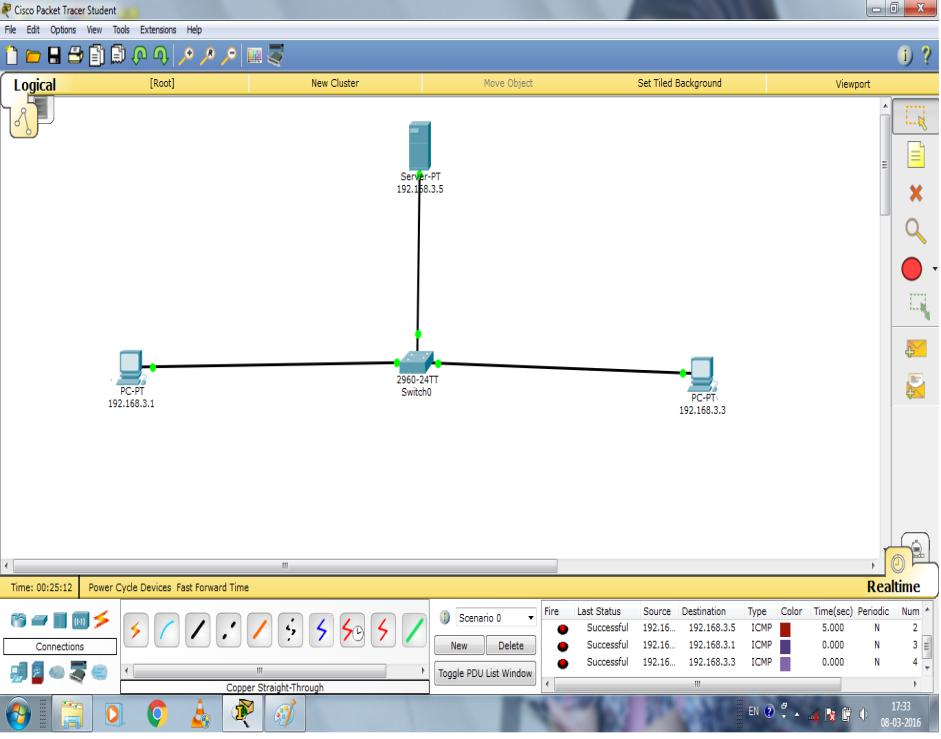 Cisco Packet Tracer Student
File Edit Options View Tools Extensions Help
Logical [Root] New Cluster Move Object Set Tiled Background Viewport
Server-PT
192.168.3.5
PC-PT
192.168.3.1
2960-24TT
Switch0
PC-PT
192.168.3.3
Time: 00:25:12 Power Cycle Devices Fast Forward Time Realtime
Connections
Copper Straight-Through
Scenario 0
New Delete
Toggle PDU List Window
Fire Last Status Source Destination Type Color Time(sec) Periodic Num
Successful 192.16... 192.168.3.5 ICMP 5.000 N 2
Successful 192.16... 192.168.3.1 ICMP 0.000 N 3
Successful 192.16... 192.168.3.3 ICMP 0.000 N 4
EN 17:33
08-03-2016